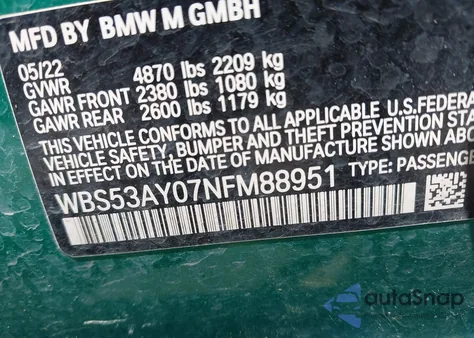 MFD BY BMW M GMBH
05/22
GVWR 4870 lbs 2209 kg
GAWR FRONT 2380 lbs 1080 kg
GAWR REAR 2600 lbs 1179 kg
THIS VEHICLE CONFORMS TO ALL APPLICABLE U.S. FEDERA
VEHICLE SAFETY, BUMPER AND THEFT PREVENTION STA
IN EFFECT ON THE DATE OF MANUFACTURE SHOWN ABOV
WBS53AY07NFM88951 TYPE: PASSENGE
autoSnap